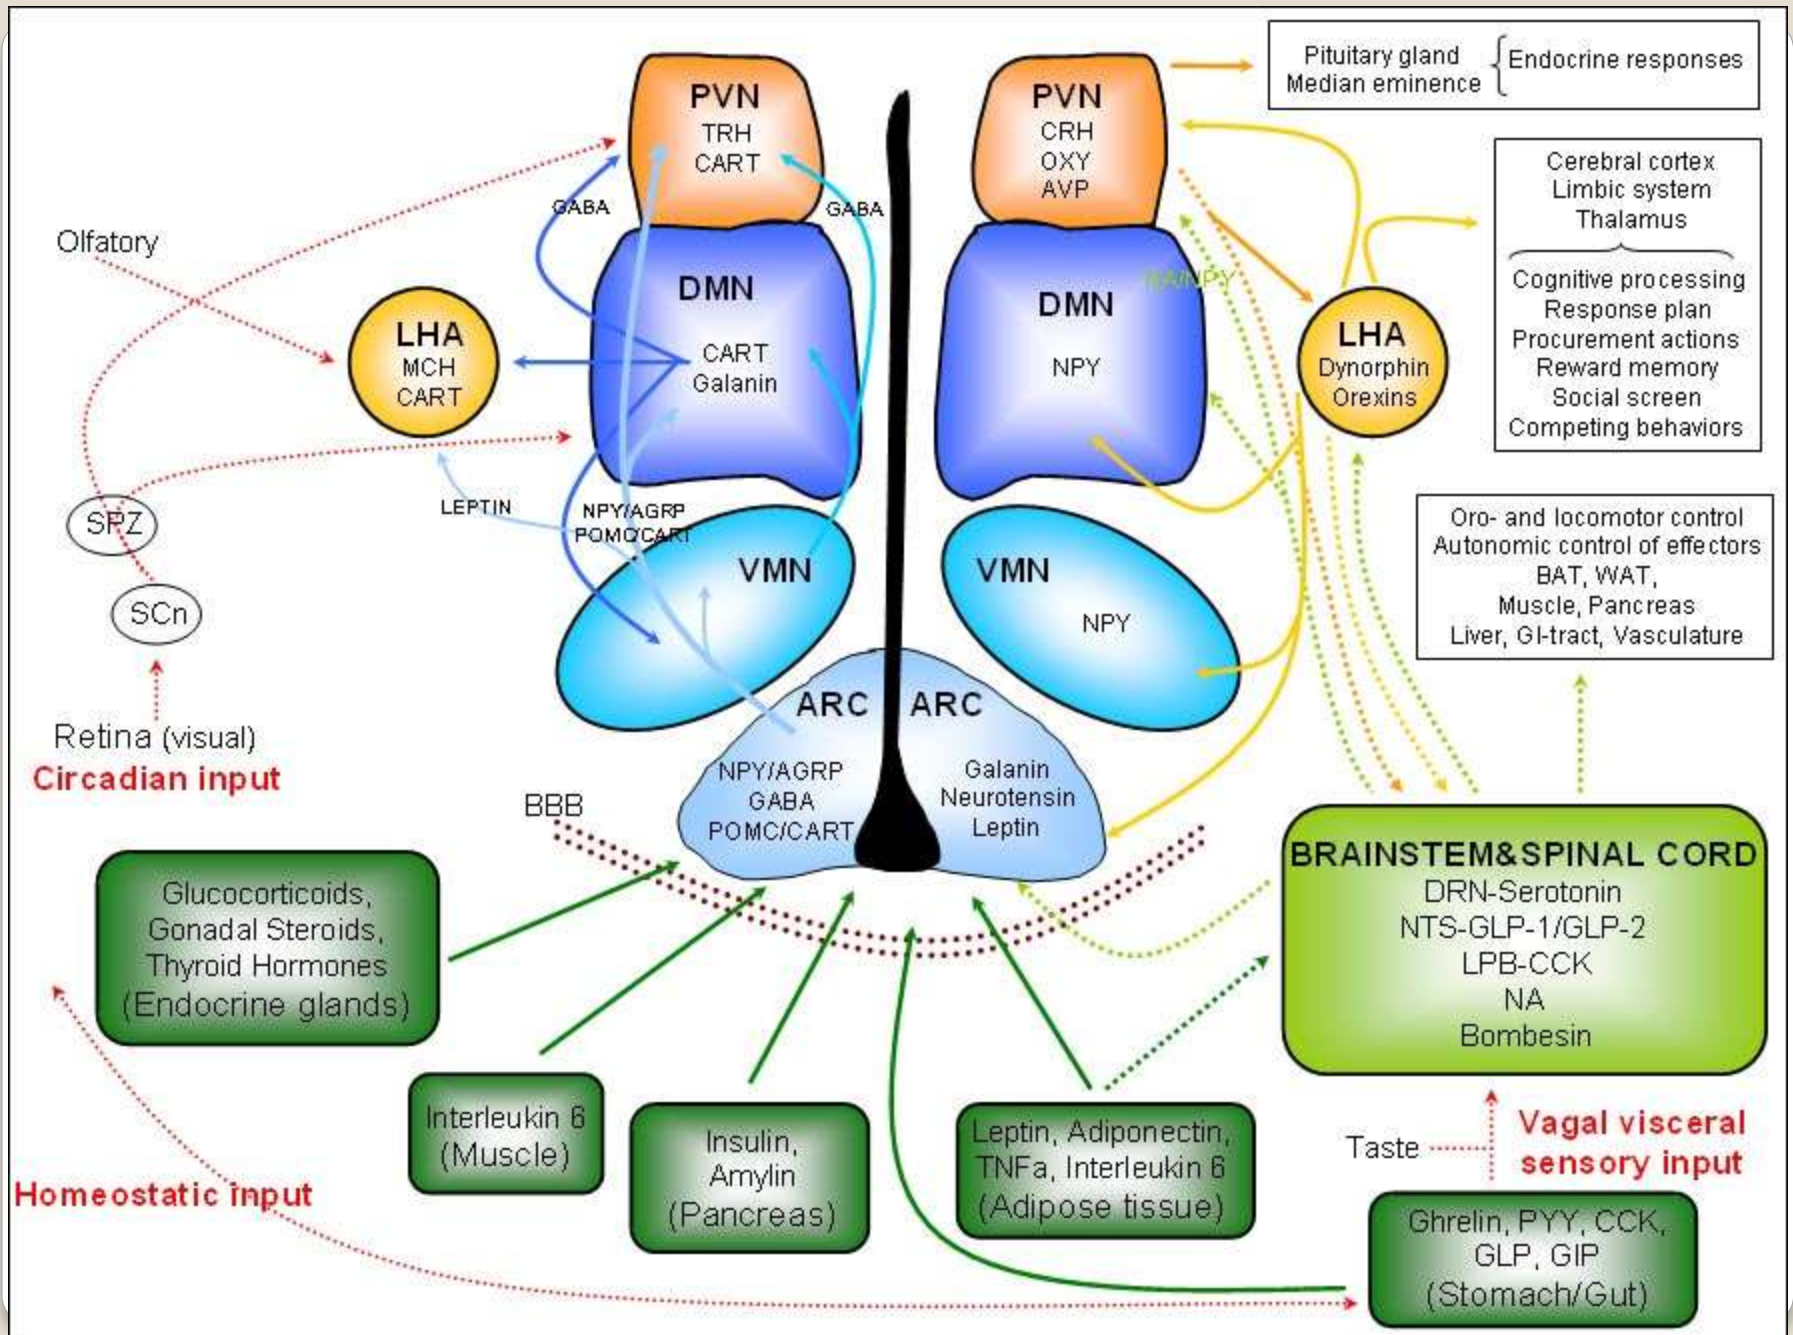 PVN
TRH
CART
PVN
CRH
OXY
AVP
Pituitary gland
Median eminence
Endocrine responses
Cerebral cortex
Limbic system
Thalamus
Cognitive processing
Response plan
Procurement actions
Reward memory
Social screen
Competing behaviors
GABA
GABA
Olfatory
DMN
CART
Galanin
DMN
NPY
LHA
MCH
CART
LHA
Dynorphin
Orexins
LEPTIN
NPY/AGRP
POMC/CART
SPZ
SCn
VMN
VMN
NPY
Oro- and locomotor control
Autonomic control of effectors
BAT, WAT,
Muscle, Pancreas
Liver, GI-tract, Vasculature
Retina (visual)
Circadian input
ARC
NPY/AGRP
GABA
POMC/CART
ARC
Galanin
Neurotensin
Leptin
BBB
BRAINSTEM&SPINAL CORD
DRN-Serotonin
NTS-GLP-1/GLP-2
LPB-CCK
NA
Bombesin
Glucocorticoids,
Gonadal Steroids,
Thyroid Hormones
(Endocrine glands)
Interleukin 6
(Muscle)
Insulin,
Amylin
(Pancreas)
Leptin, Adiponectin,
TNFa, Interleukin 6
(Adipose tissue)
Taste
Vagal visceral
sensory input
Homeostatic input
Ghrelin, PYY, CCK,
GLP, GIP
(Stomach/Gut)